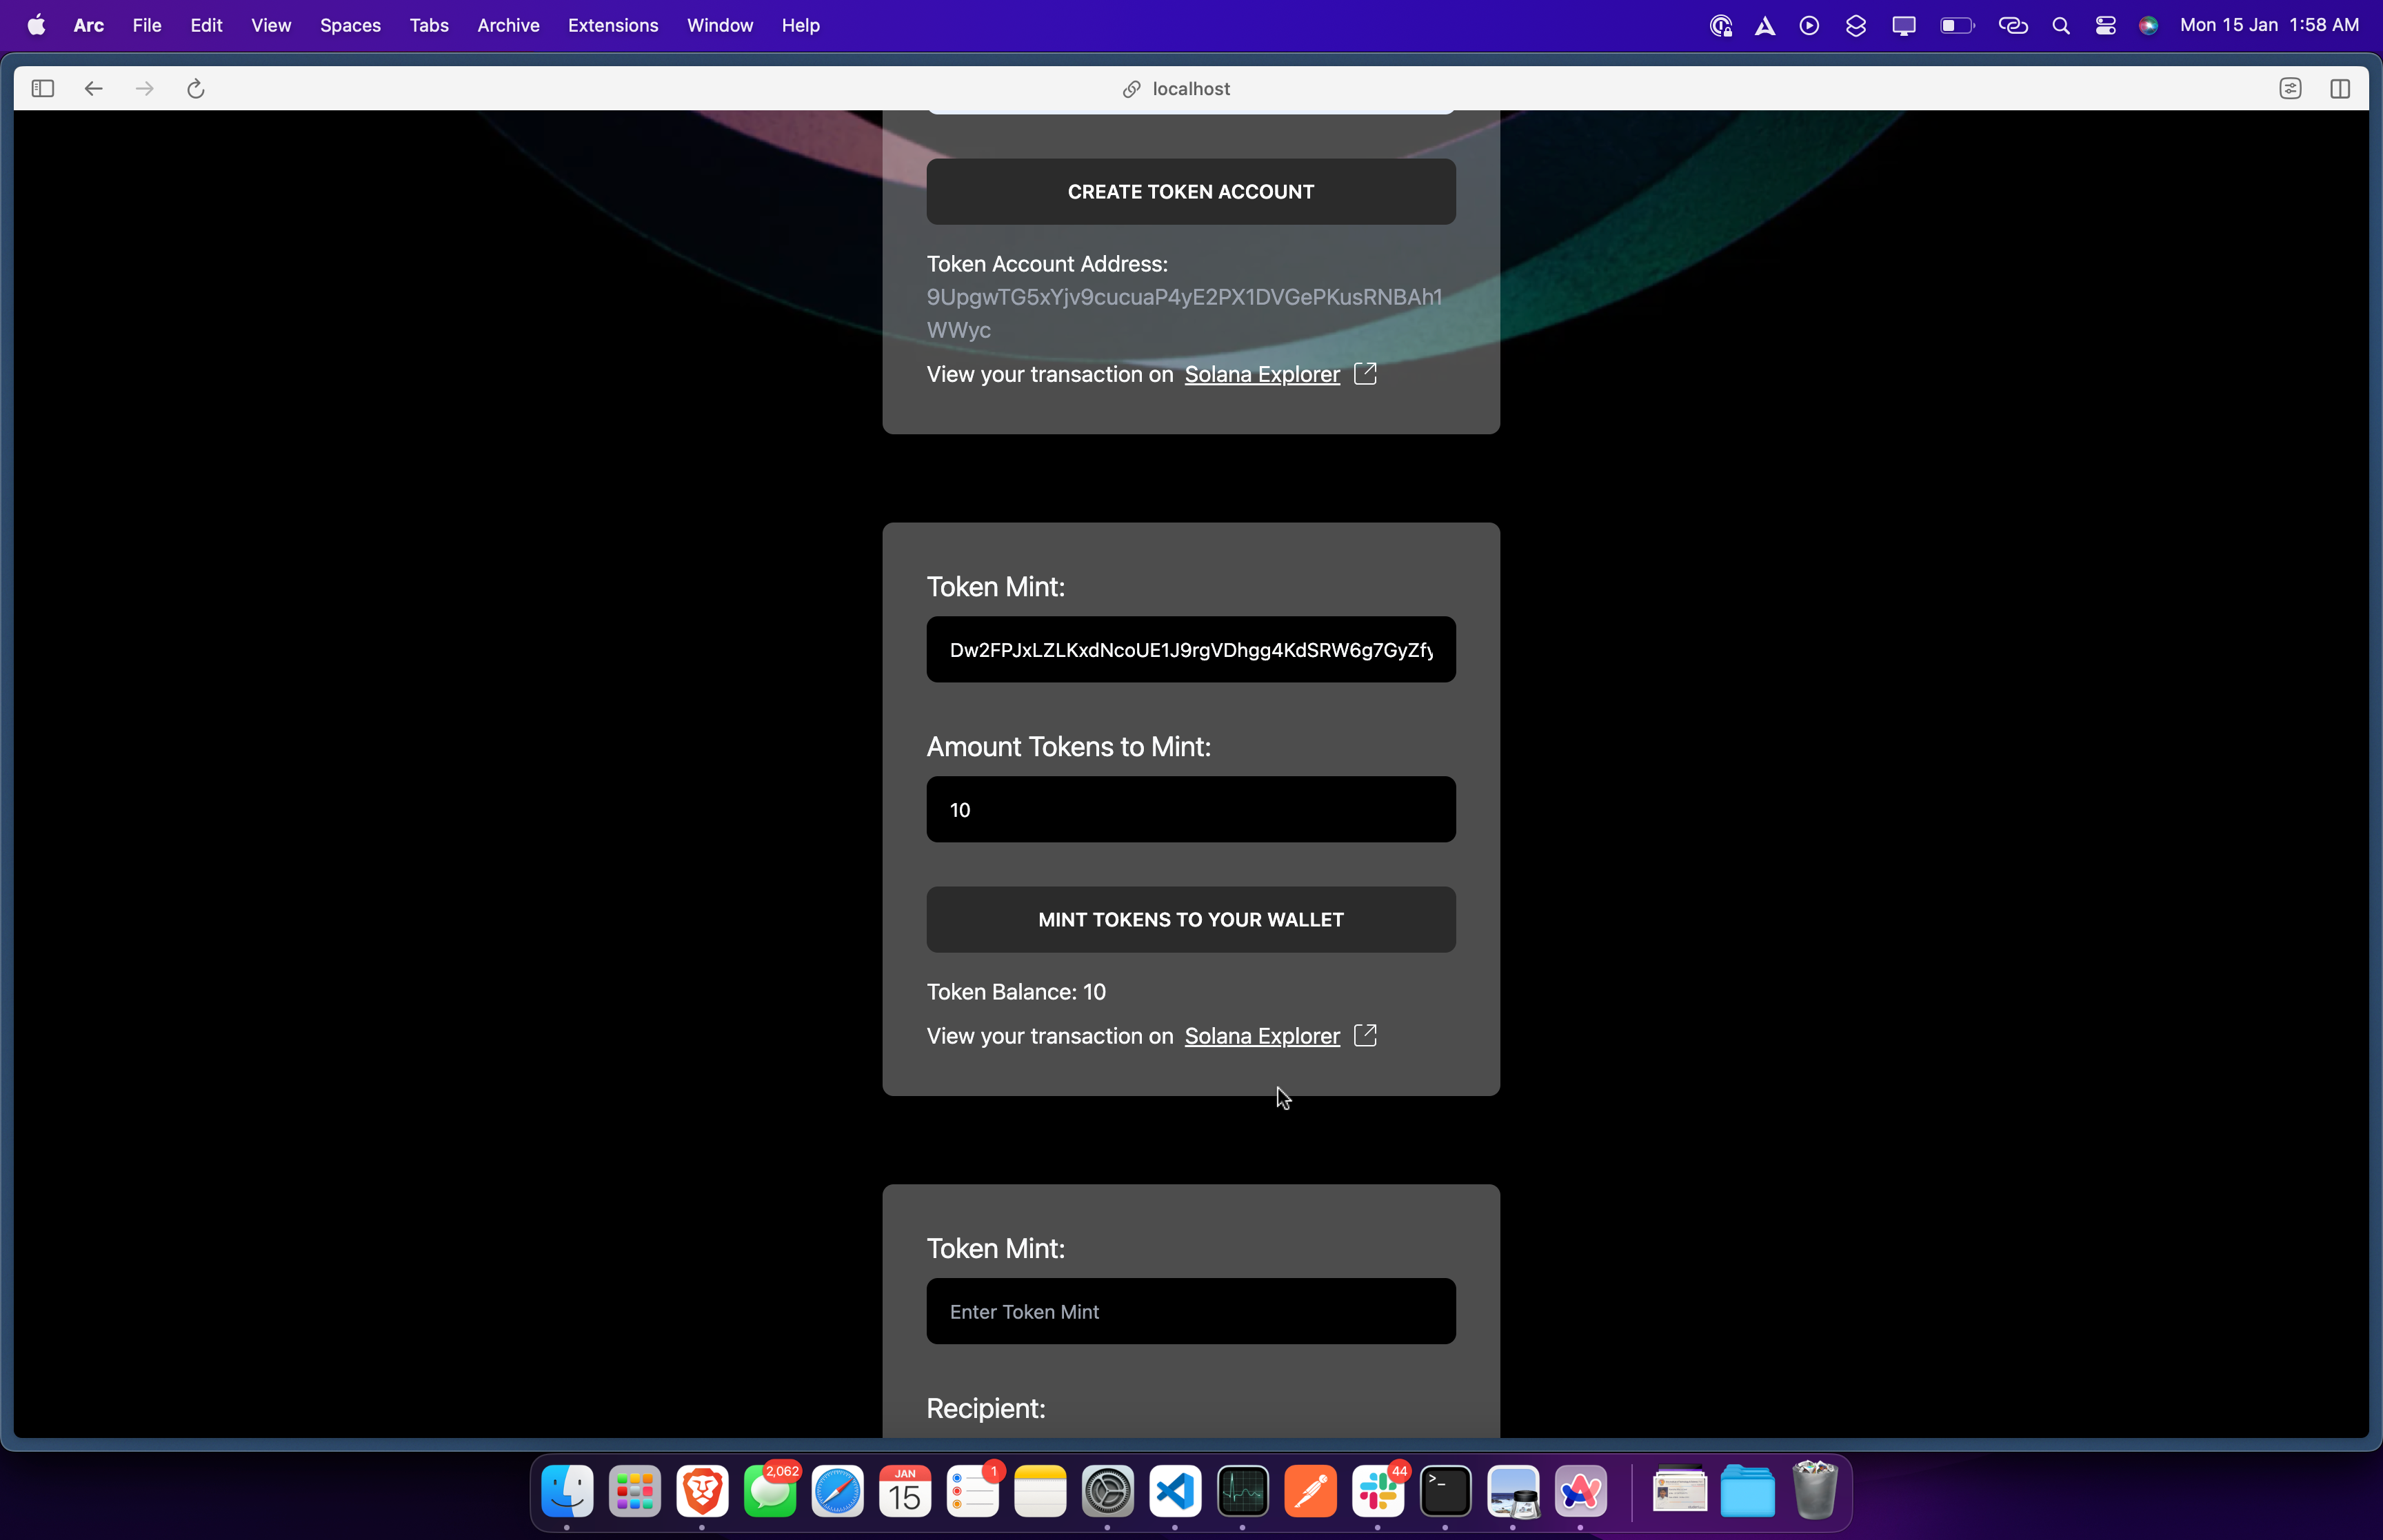 Arc File Edit View Spaces Tabs Archive Extensions Window Help Mon 15 Jan 1:58 AM
localhost
CREATE TOKEN ACCOUNT
Token Account Address:
9UpgwTG5xYjv9cucuaP4yE2PX1DVGePKusRNBAh1
WWyc
View your transaction on Solana Explorer
Token Mint:
Dw2FPJxLZLKxdNcoUE1J9rgVDhgg4KdSRW6g7GyZfy
Amount Tokens to Mint:
10
MINT TOKENS TO YOUR WALLET
Token Balance: 10
View your transaction on Solana Explorer
Token Mint:
Enter Token Mint
Recipient:
2,062
JAN
15
1
44